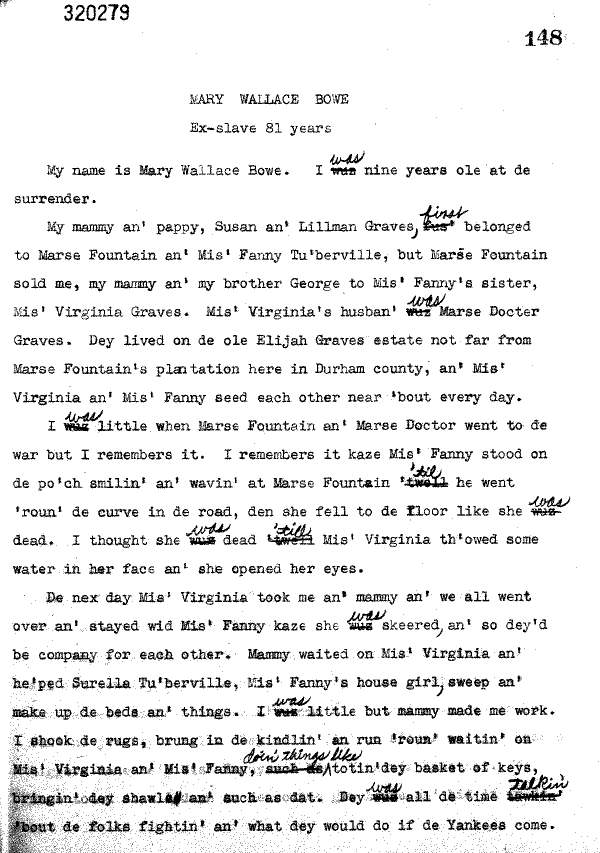 320279
148
MARY WALLACE BOWE
Ex-slave 81 years
My name is Mary Wallace Bowe. I wuz was nine years ole at de
surrender.
My mammy an' pappy, Susan an' Lillman Graves, fus' first belonged
to Marse Fountain an' Mis' Fanny Tu'berville, but Marse Fountain
sold me, my mammy an' my brother George to Mis' Fanny's sister,
Mis' Virginia Graves. Mis' Virginia's husban' wuz was Marse Docter
Graves. Dey lived on de ole Elijah Graves estate not far from
Marse Fountain's plantation here in Durham county, an' Mis'
Virginia an' Mis' Fanny seed each other near 'bout every day.
I wuz was little when Marse Fountain an' Marse Doctor went to de
war but I remembers it. I remembers it kaze Mis' Fanny stood on
de po'ch smilin' an' wavin' at Marse Fountain 'twell 'til he went
'roun' de curve in de road, den she fell to de floor like she wuz was
dead. I thought she wuz was dead 'twell 'till Mis' Virginia th'owed some
water in her face an' she opened her eyes.
De nex day Mis' Virginia took me an' mammy an' we all went
over an' stayed wid Mis' Fanny kaze she wuz was skeered, an' so dey'd
be company for each other. Mammy waited on Mis' Virginia an'
he'ped Surella Tu'berville, Mis' Fanny's house girl, sweep an'
make up de beds an' things. I wuz was little but mammy made me work.
I shook de rugs, brung in de kindlin' an run 'roun' waitin' on
Mis' Virginia an' Mis' Fanny, such as doin' things like totin' dey basket of keys,
bringin' dey shawls an' such as dat. Dey wuz was all de time tawkin' talkin'
'bout de folks fightin' an' what dey would do if de Yankees come.